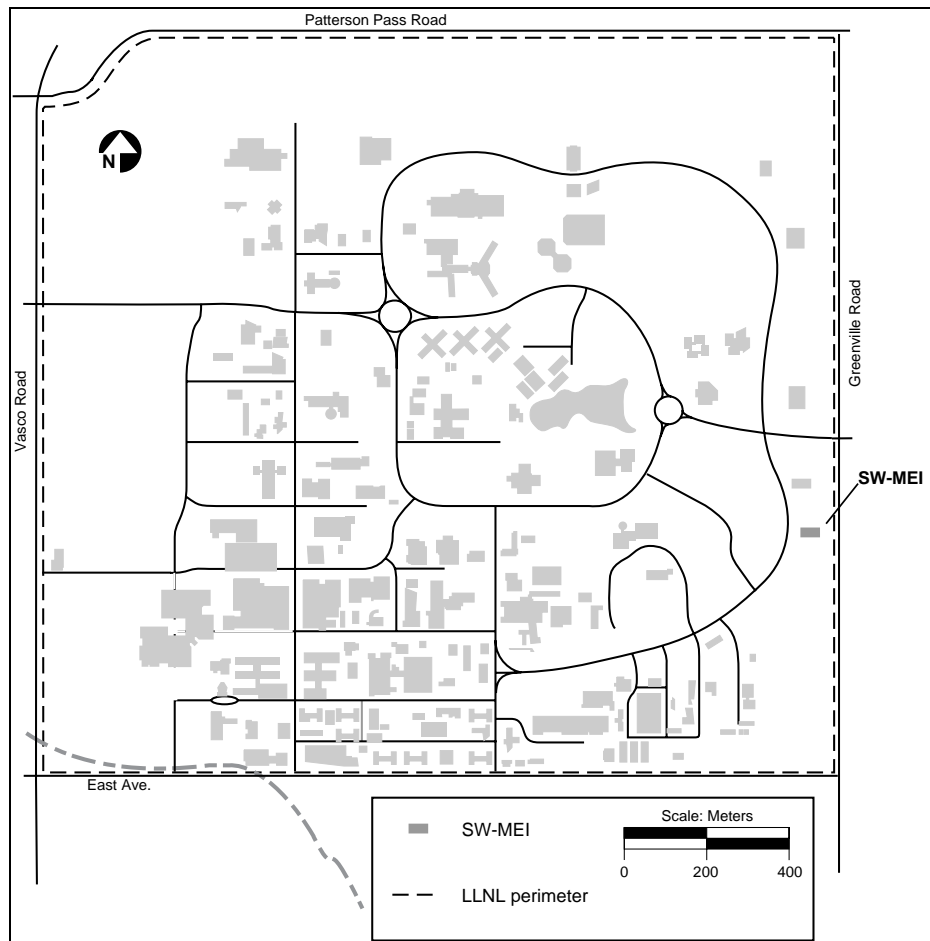 Patterson Pass Road
N
Greenville Road
Vasco Road
SW-MEI
East Ave.
SW-MEI
Scale: Meters
0 200 400
LLNL perimeter